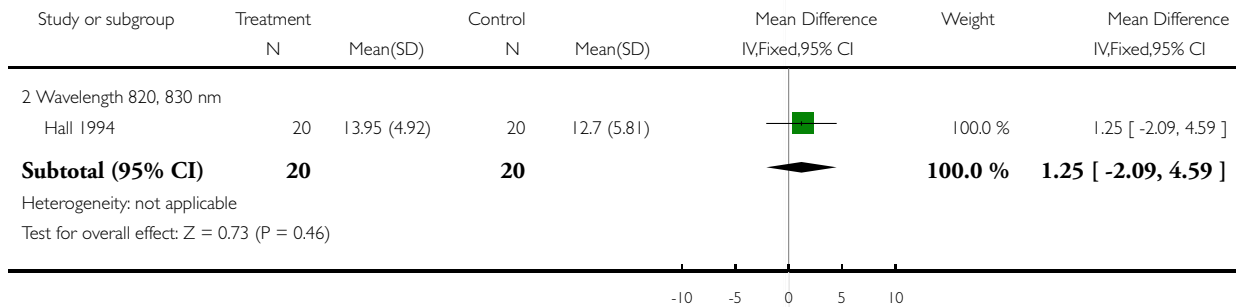 Study or subgroup Treatment Control Mean Difference Weight Mean Difference
N Mean(SD) N Mean(SD) IV,Fixed,95% CI IV,Fixed,95% CI
2 Wavelength 820, 830 nm
Hall 1994 20 13.95 (4.92) 20 12.7 (5.81) 100.0 % 1.25 [ -2.09, 4.59 ]
Subtotal (95% CI) 20 20 100.0 % 1.25 [ -2.09, 4.59 ]
Heterogeneity: not applicable
Test for overall effect: Z = 0.73 (P = 0.46)
-10 -5 0 5 10